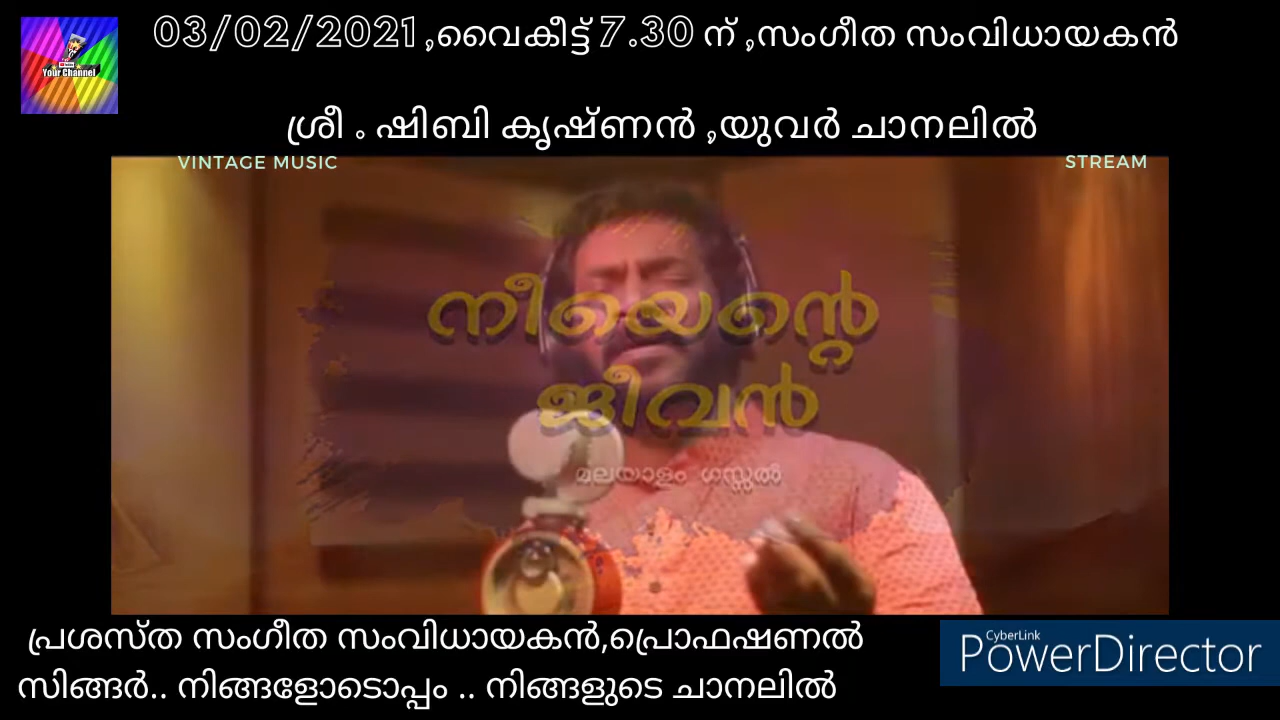 Your Channel
03/02/2021 ,വൈകീട്ട് 7.30 ന് ,സംഗീത സംവിധായകൻ
ശ്രീ . ഷിബി കൃഷ്ണൻ ,യുവർ ചാനലിൽ
VINTAGE MUSIC STREAM
നീയെന്റെ
ജീവൻ
മലയാളം ഗസ്സൽ
പ്രശസ്ത സംഗീത സംവിധായകൻ,പ്രൊഫഷണൽ
സിങ്ങർ.. നിങ്ങളോടൊപ്പം .. നിങ്ങളുടെ ചാനലിൽ
CyberLink
PowerDirector